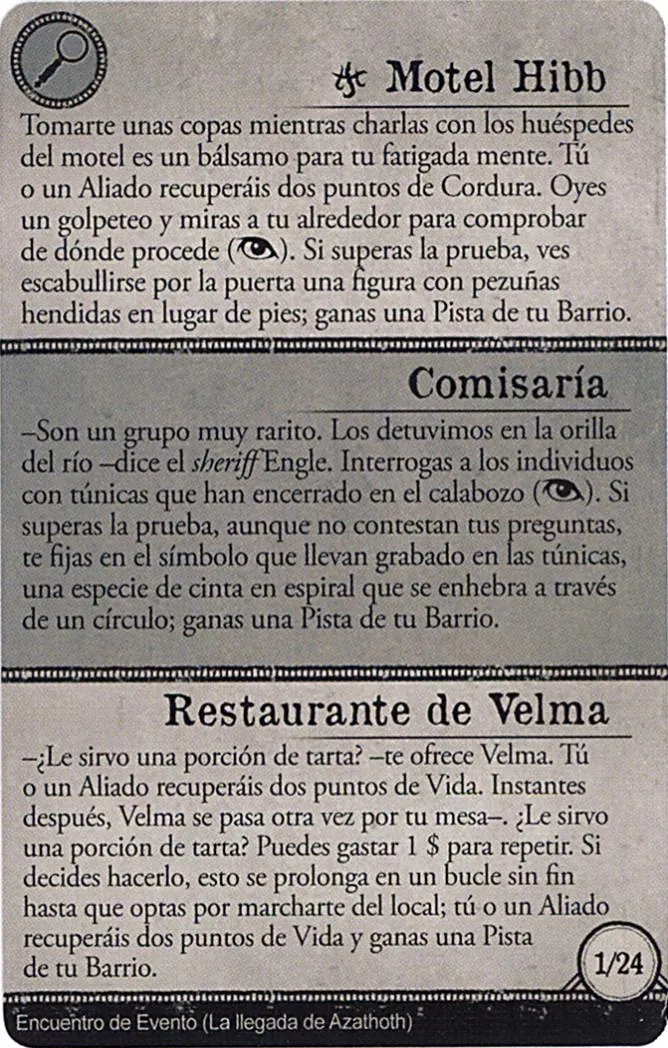 Motel Hibb
Tomarte unas copas mientras charlas con los huéspedes
del motel es un bálsamo para tu fatigada mente. Tú
o un Aliado recuperáis dos puntos de Cordura. Oyes
un golpeteo y miras a tu alrededor para comprobar
de dónde procede (). Si superas la prueba, ves
escabullirse por la puerta una figura con pezuñas
hendidas en lugar de pies; ganas una Pista de tu Barrio.
Comisaría
–Son un grupo muy rarito. Los detuvimos en la orilla
del río –dice el sheriff Engle. Interrogas a los individuos
con túnicas que han encerrado en el calabozo (). Si
superas la prueba, aunque no contestan tus preguntas,
te fijas en el símbolo que llevan grabado en las túnicas,
una especie de cinta en espiral que se enhebra a través
de un círculo; ganas una Pista de tu Barrio.
Restaurante de Velma
–¿Le sirvo una porción de tarta? –te ofrece Velma. Tú
o un Aliado recuperáis dos puntos de Vida. Instantes
después, Velma se pasa otra vez por tu mesa–. ¿Le sirvo
una porción de tarta? Puedes gastar 1 $ para repetir. Si
decides hacerlo, esto se prolonga en un bucle sin fin
hasta que optas por marcharte del local; tú o un Aliado
recuperáis dos puntos de Vida y ganas una Pista
de tu Barrio.
1/24
Encuentro de Evento (La llegada de Azathoth)